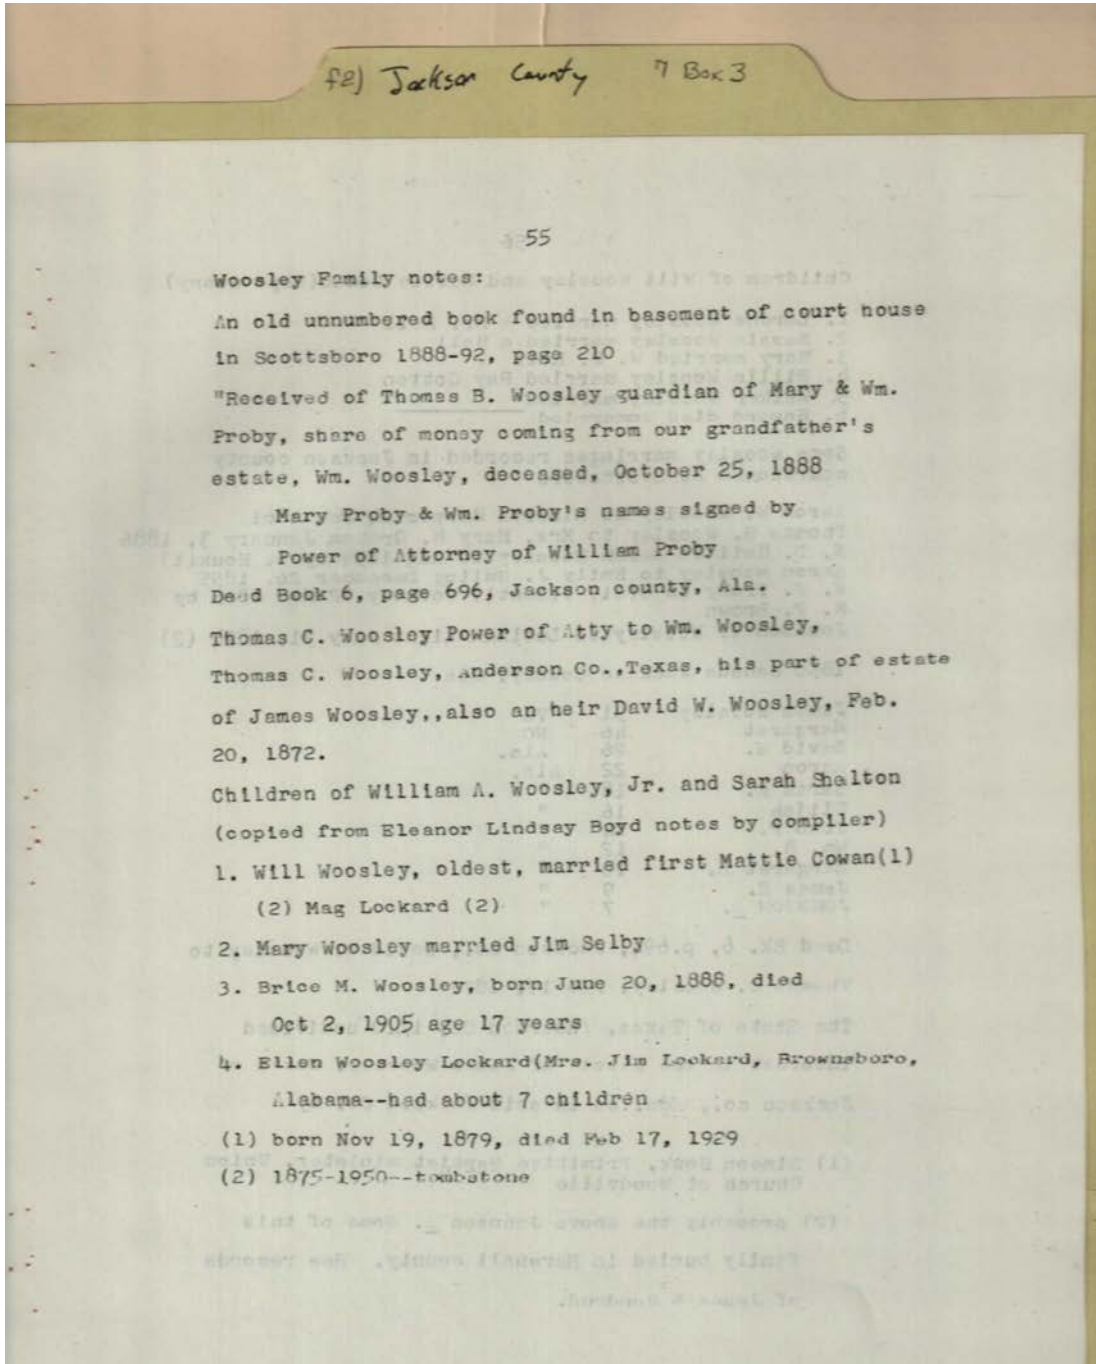 f2) Jackson County 7 Box 3
55
Woosley Family notes:
An old unnumbered book found in basement of court house
in Scottsboro 1888-92, page 210
"Received of Thomas B. Woosley guardian of Mary & Wm.
Proby, share of money coming from our grandfather's
estate, Wm. Woosley, deceased, October 25, 1888
Mary Proby & Wm. Proby's names signed by
Power of Attorney of William Proby
Deed Book 6, page 696, Jackson county, Ala.
Thomas C. Woosley Power of Atty to Wm. Woosley,
Thomas C. Woosley, Anderson Co.,Texas, his part of estate
of James Woosley,,also an heir David W. Woosley, Feb.
20, 1872.
Children of William A. Woosley, Jr. and Sarah Shelton
(copied from Eleanor Lindsay Boyd notes by compiler)
1. Will Woosley, oldest, married first Mattie Cowan(1)
(2) Mag Lockard (2)
2. Mary Woosley married Jim Selby
3. Brice M. Woosley, born June 20, 1888, died
Oct 2, 1905 age 17 years
4. Ellen Woosley Lockard(Mrs. Jim Lockard, Brownsboro,
Alabama--had about 7 children
(1) born Nov 19, 1879, died Feb 17, 1929
(2) 1875-1950--tombstone